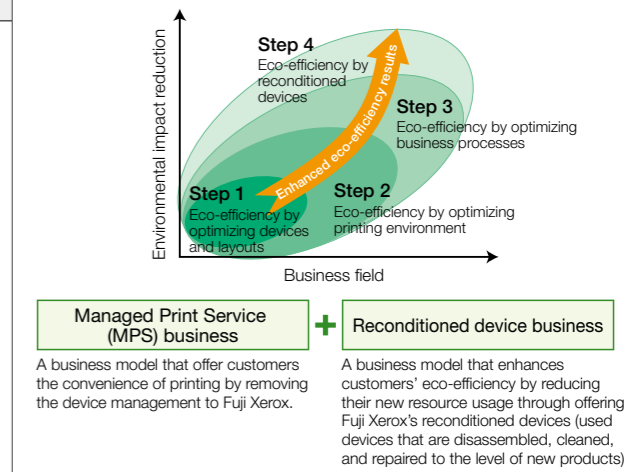 Environmental impact reduction
Step 4
Eco-efficiency by
reconditioned
devices
Enhanced eco-efficiency results
Step 3
Eco-efficiency by optimizing
business processes
Step 1
Eco-efficiency by
optimizing devices
and layouts
Step 2
Eco-efficiency by optimizing
printing environment
Business field
Managed Print Service
(MPS) business
+
Reconditioned device business
A business model that offer customers
the convenience of printing by removing
the device management to Fuji Xerox.
A business model that enhances
customers' eco-efficiency by reducing
their new resource usage through offering
Fuji Xerox's reconditioned devices (used
devices that are disassembled, cleaned,
and repaired to the level of new products)